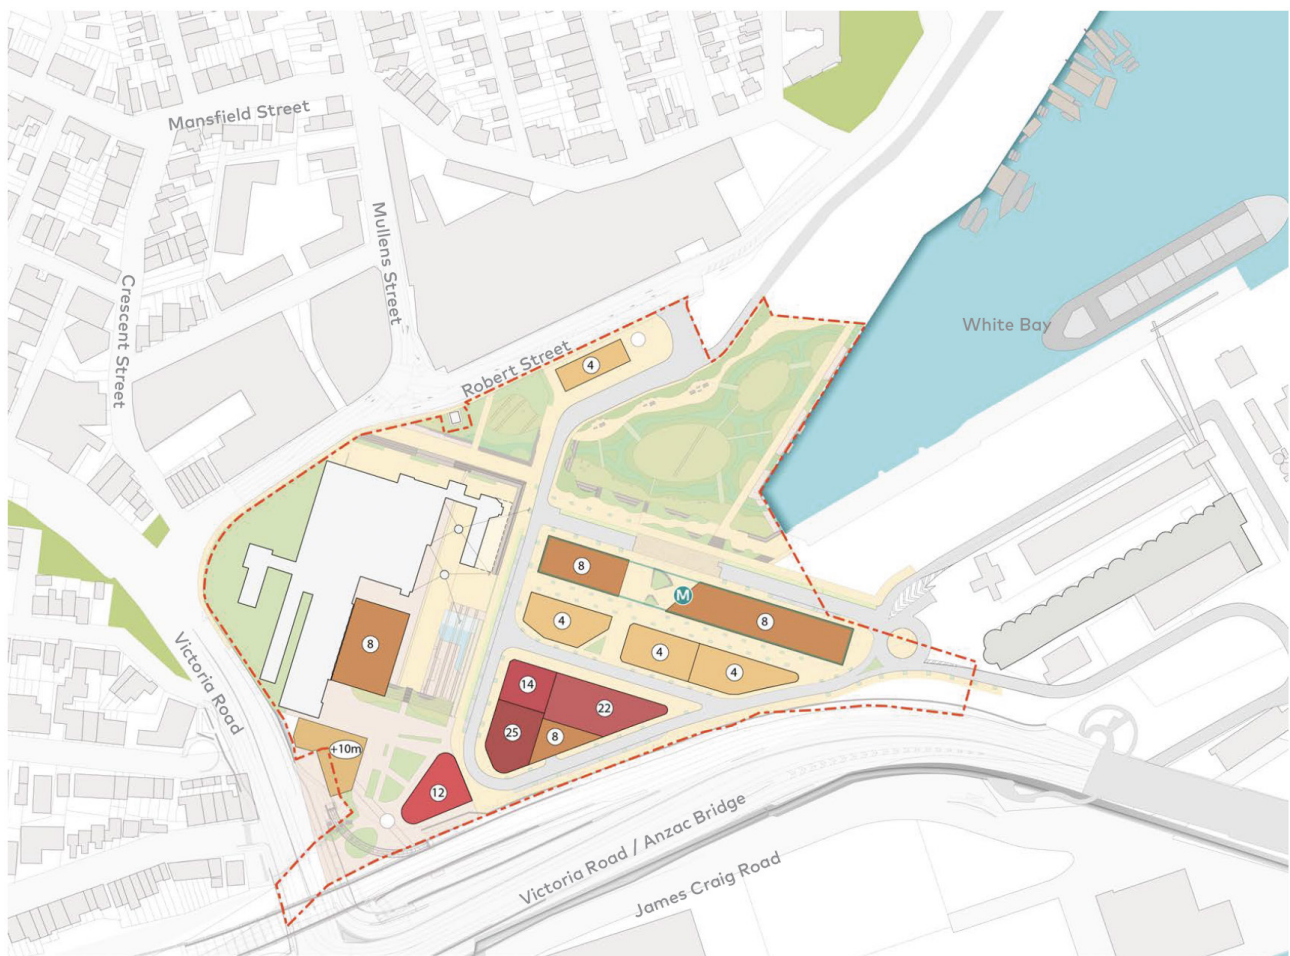 Mansfield Street
Mullens Street
Crescent Street
White Bay
Robert Street
4
8
M
4
8
8
4
4
14
22
25
8
Victoria Road
+10m
12
Victoria Road / Anzac Bridge
James Craig Road